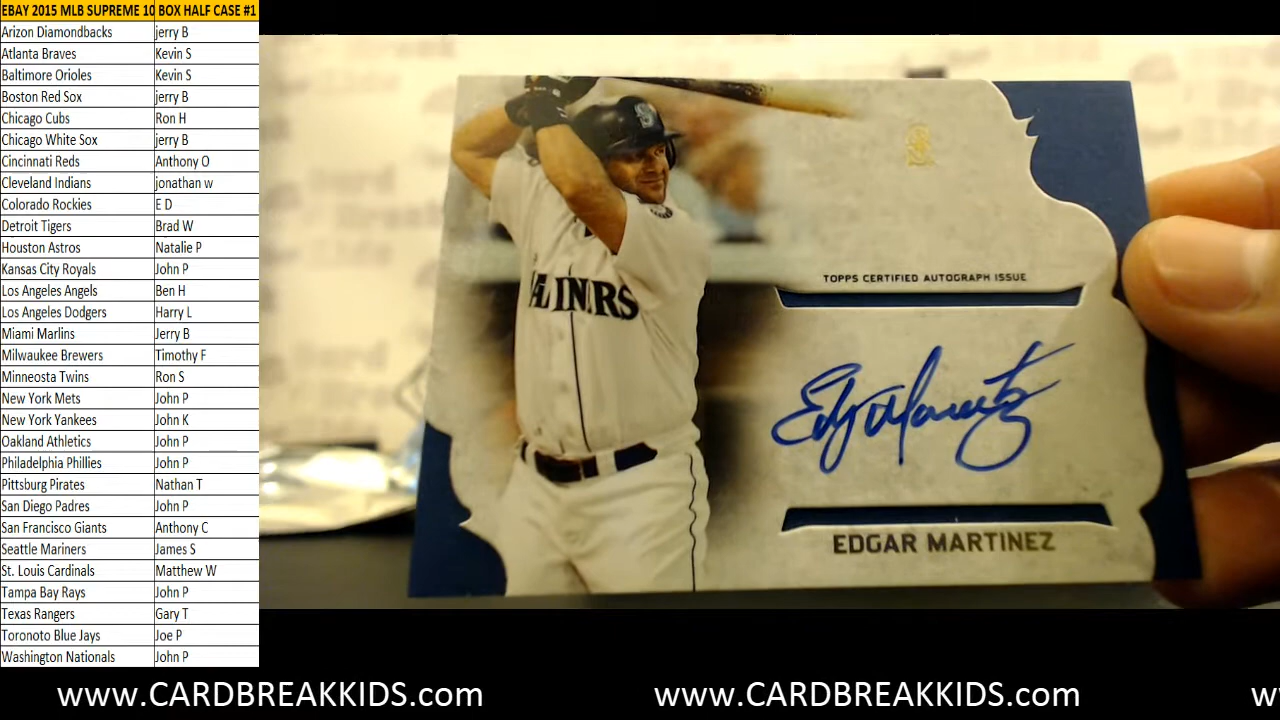 EBAY 2015 MLB SUPREME 10 BOX HALF CASE #1
Arizon Diamondbacks jerry B
Atlanta Braves Kevin S
Baltimore Orioles Kevin S
Boston Red Sox jerry B
Chicago Cubs Ron H
Chicago White Sox jerry B
Cincinnati Reds Anthony O
Cleveland Indians jonathan w
Colorado Rockies E D
Detroit Tigers Brad W
Houston Astros Natalie P
Kansas City Royals John P
Los Angeles Angels Ben H
Los Angeles Dodgers Harry L
Miami Marlins Jerry B
Milwaukee Brewers Timothy F
Minneosta Twins Ron S
New York Mets John P
New York Yankees John K
Oakland Athletics John P
Philadelphia Phillies John P
Pittsburg Pirates Nathan T
San Diego Padres John P
San Francisco Giants Anthony C
Seattle Mariners James S
St. Louis Cardinals Matthew W
Tampa Bay Rays John P
Texas Rangers Gary T
Toronoto Blue Jays Joe P
Washington Nationals John P
S
TOPPS CERTIFIED AUTOGRAPH ISSUE
Edgar Martinez
EDGAR MARTINEZ
www.CARDBREAKKIDS.com www.CARDBREAKKIDS.com w